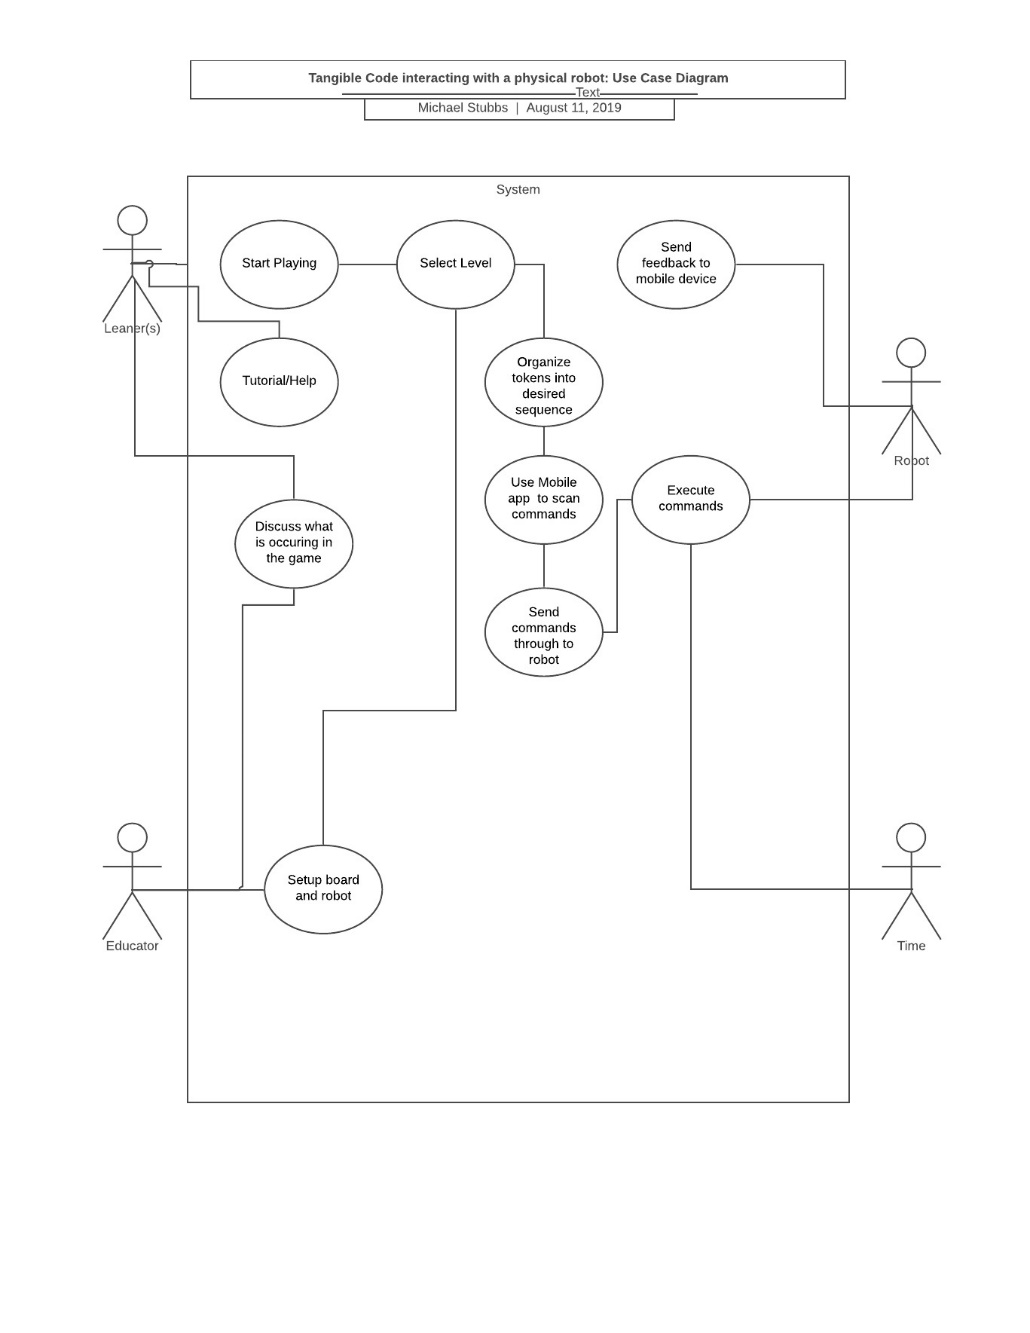 Tangible Code interacting with a physical robot: Use Case Diagram
Text
Michael Stubbs | August 11, 2019
System
Start Playing
Select Level
Send
feedback to
mobile device
Leaner(s)
Tutorial/Help
Organize
tokens into
desired
sequence
Robot
Use Mobile
app to scan
commands
Execute
commands
Discuss what
is occuring in
the game
Send
commands
through to
robot
Setup board
and robot
Educator
Time